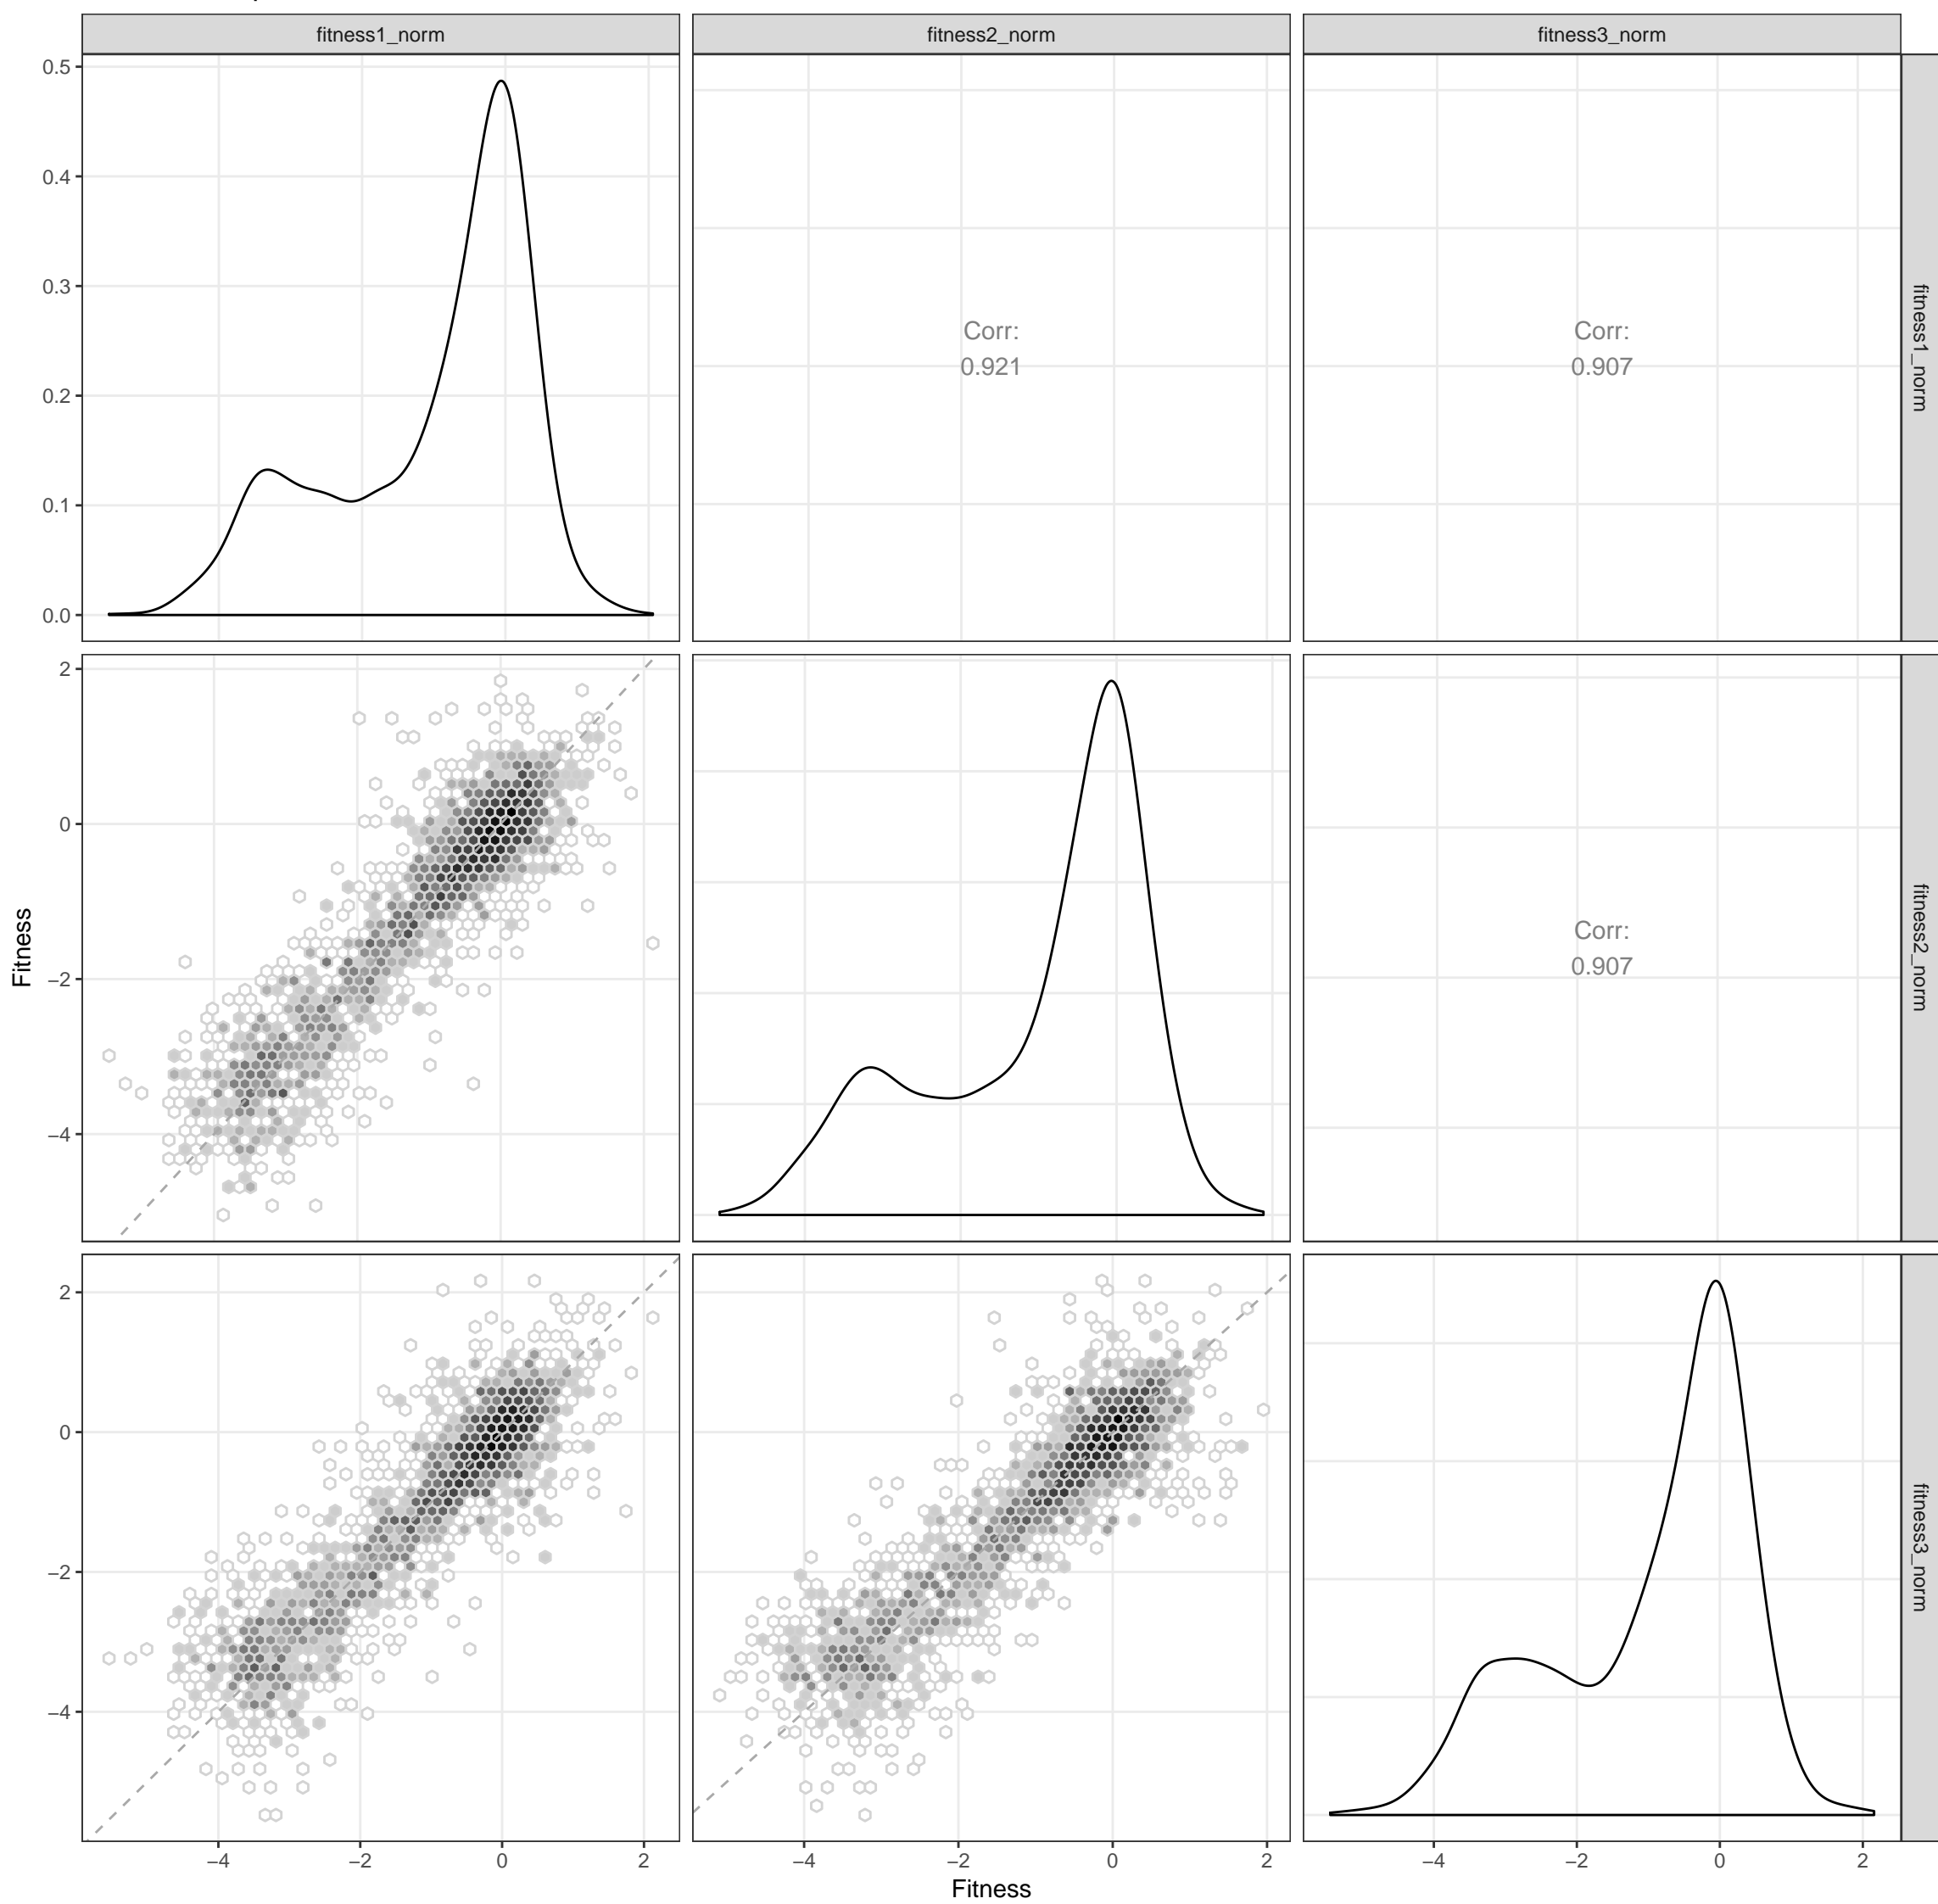 fitness1_norm
fitness2_norm
fitness3_norm
0.5
0.4
0.3
0.2
0.1
0.0
Corr:
0.921
Corr:
0.907
fitness1_norm
2
0
−2
−4
Corr:
0.907
fitness2_norm
Fitness
2
0
−2
−4
fitness3_norm
−4 −2 0 2
−4 −2 0 2
−4 −2 0 2
Fitness